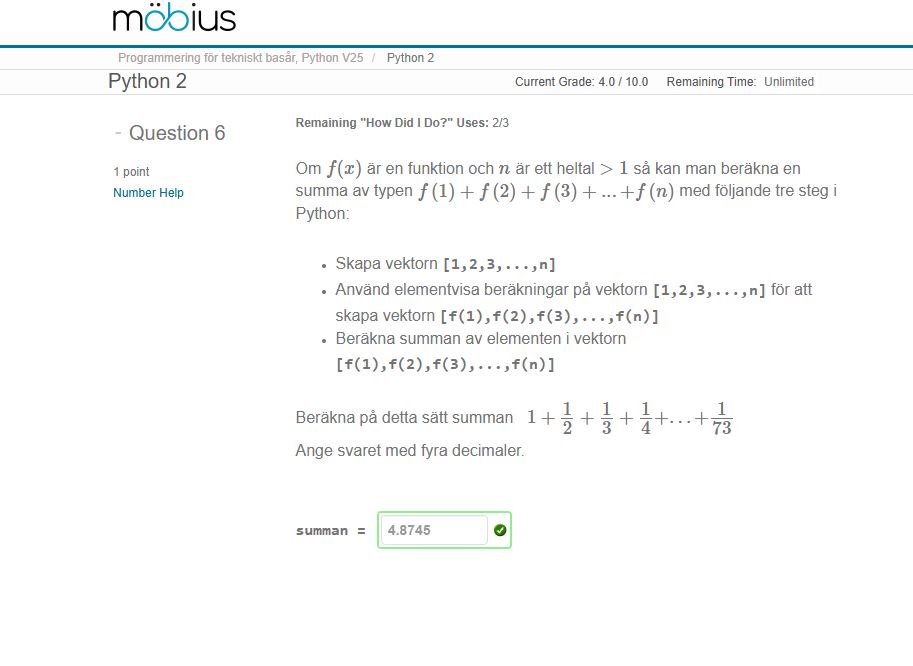 möbius
Programmering för tekniskt basår, Python V25 / Python 2
Python 2
Current Grade: 4.0 / 10.0 Remaining Time: Unlimited
- Question 6
1 point
Number Help
Remaining "How Did I Do?" Uses: 2/3
Om f(x) är en funktion och n är ett heltal > 1 så kan man beräkna en
summa av typen f (1) + f (2) + f (3) + ... +f (n) med följande tre steg i
Python:
• Skapa vektorn [1,2,3,...,n]
• Använd elementvisa beräkningar på vektorn [1,2,3,...,n] för att
skapa vektorn [f(1),f(2),f(3),...,f(n)]
• Beräkna summan av elementen i vektorn
[f(1),f(2),f(3),...,f(n)]
Beräkna på detta sätt summan 1 + 1/2 + 1/3 + 1/4 +...+ 1/73
Ange svaret med fyra decimaler.
summan = 4.8745